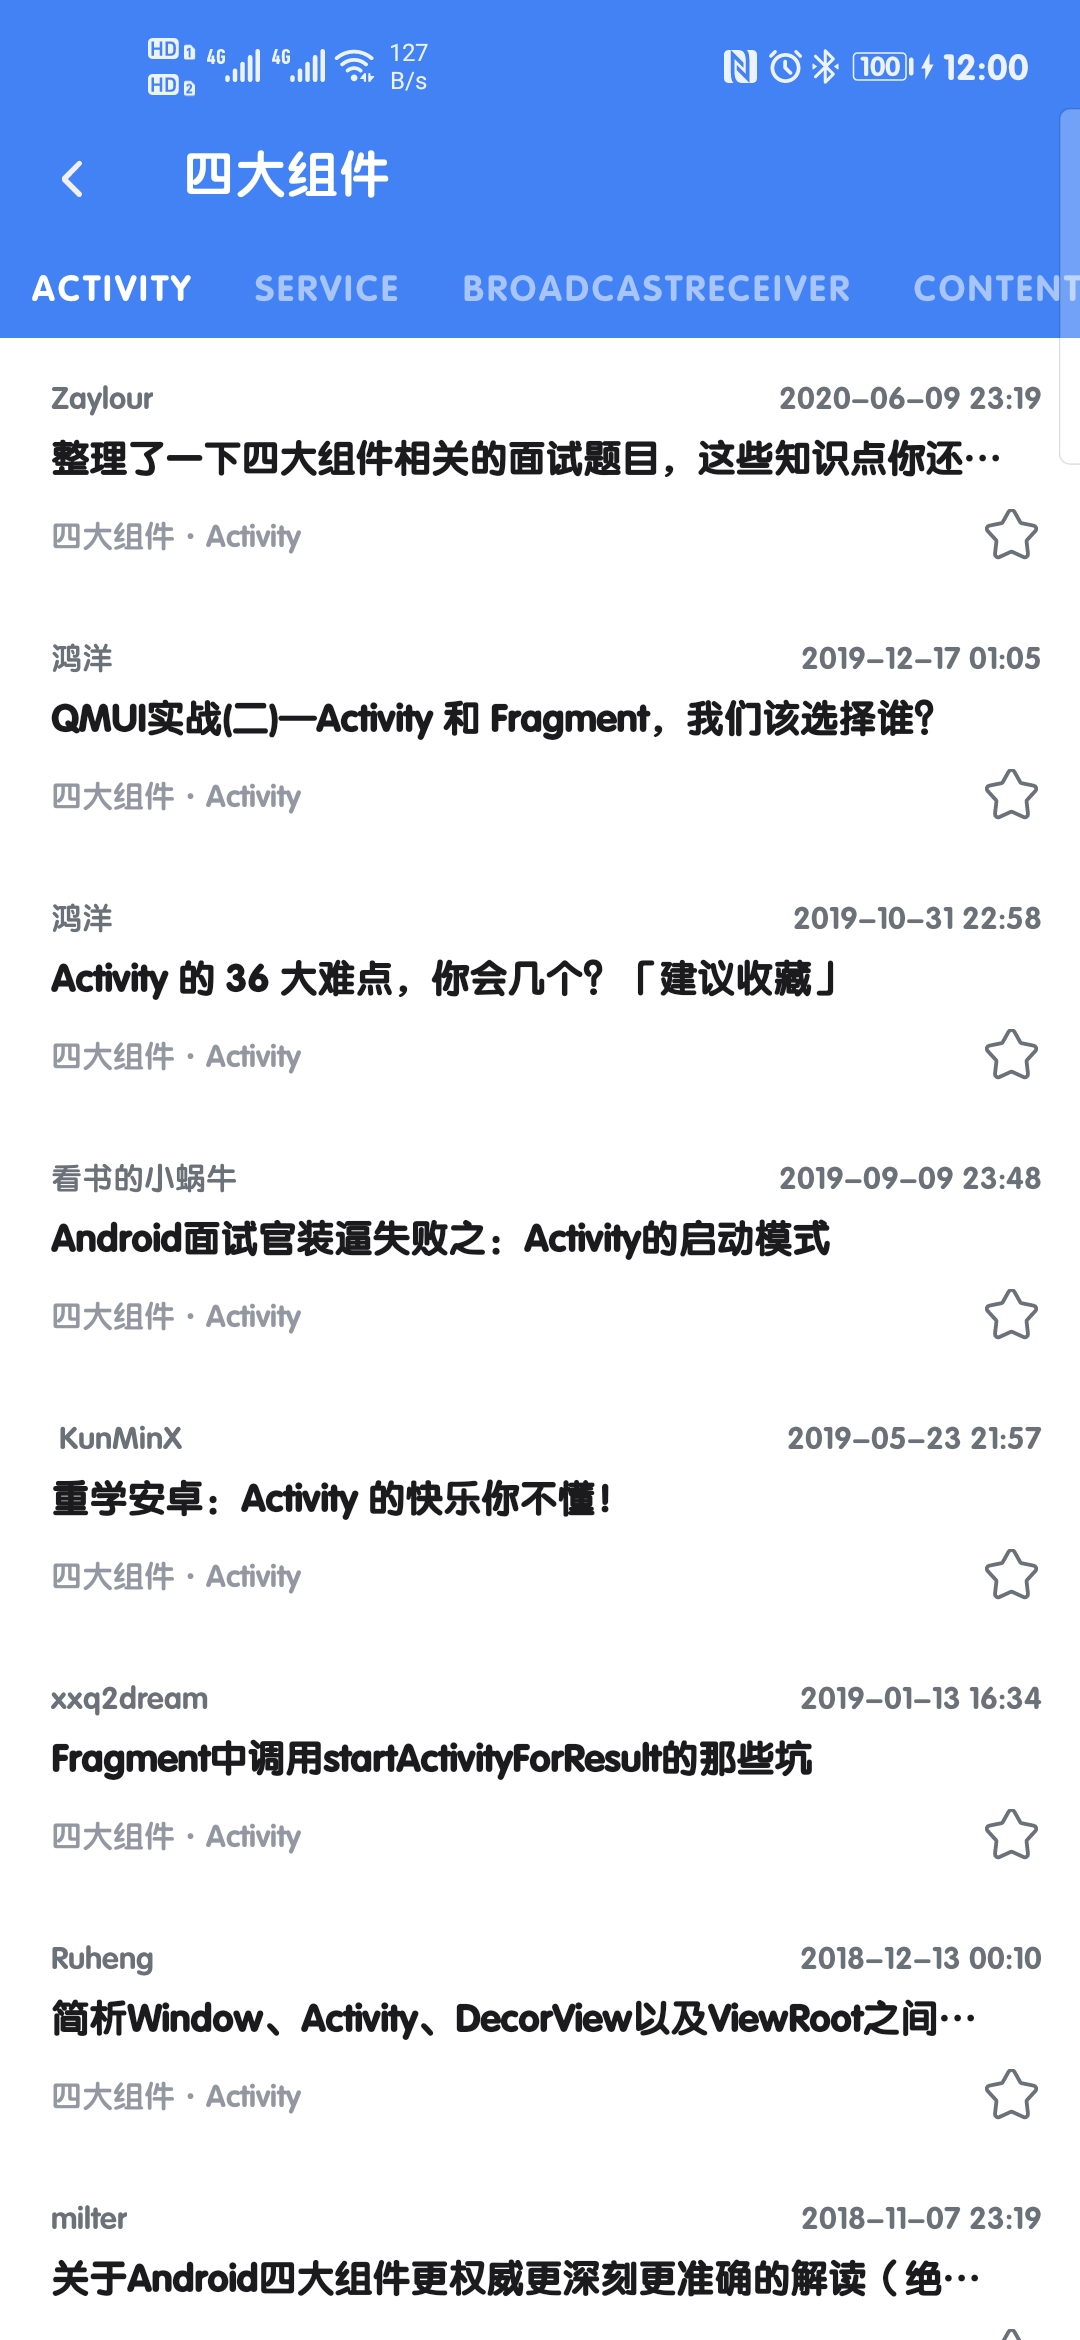 HD 1 4G 4G 127
HD 2 B/s
100 12:00
四大组件
ACTIVITY SERVICE BROADCASTRECEIVER CONTENT
Zaylour 2020-06-09 23:19
整理了一下四大组件相关的面试题目，这些知识点你还…
四大组件 · Activity
鸿洋 2019-12-17 01:05
QMUI实战(二)—Activity 和 Fragment，我们该选择谁？
四大组件 · Activity
鸿洋 2019-10-31 22:58
Activity 的 36 大难点，你会几个？「建议收藏」
四大组件 · Activity
看书的小蜗牛 2019-09-09 23:48
Android面试官装逼失败之：Activity的启动模式
四大组件 · Activity
KunMinX 2019-05-23 21:57
重学安卓：Activity 的快乐你不懂！
四大组件 · Activity
xxq2dream 2019-01-13 16:34
Fragment中调用startActivityForResult的那些坑
四大组件 · Activity
Ruheng 2018-12-13 00:10
简析Window、Activity、DecorView以及ViewRoot之间…
四大组件 · Activity
milter 2018-11-07 23:19
关于Android四大组件更权威更深刻更准确的解读（绝…